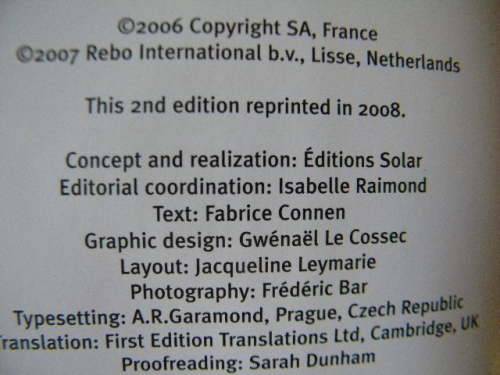 ©2006 Copyright SA, France
©2007 Rebo International b.v., Lisse, Netherlands
This 2nd edition reprinted in 2008.
Concept and realization: Éditions Solar
Editorial coordination: Isabelle Raimond
Text: Fabrice Connen
Graphic design: Gwénaël Le Cossec
Layout: Jacqueline Leymarie
Photography: Frédéric Bar
Typesetting: A.R.Garamond, Prague, Czech Republic
ranslation: First Edition Translations Ltd, Cambridge, UK
Proofreading: Sarah Dunham